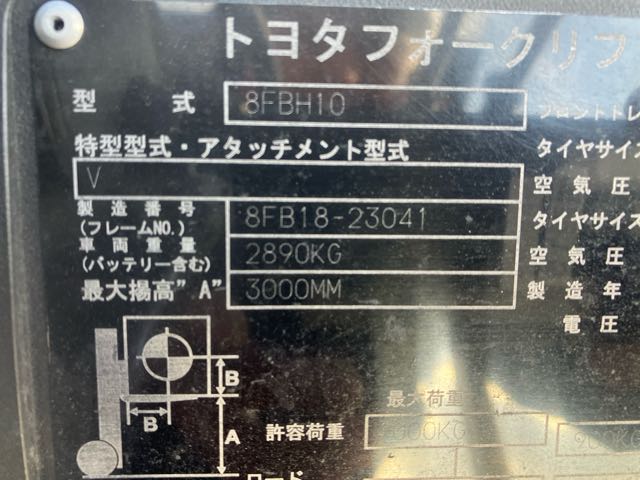 トヨタフォークリフ
型式 8FBH10 フロントトレ
特型型式・アタッチメント型式 タイヤサイズ
V 空気圧
製造番号 (フレームNO.) 8FB18-23041 タイヤサイズ
車両重量 (バッテリー含む) 2890KG 空気圧
最大揚高"A" 3000MM 製造年
電圧
B
B
最大荷重
A 許容荷重
ロード